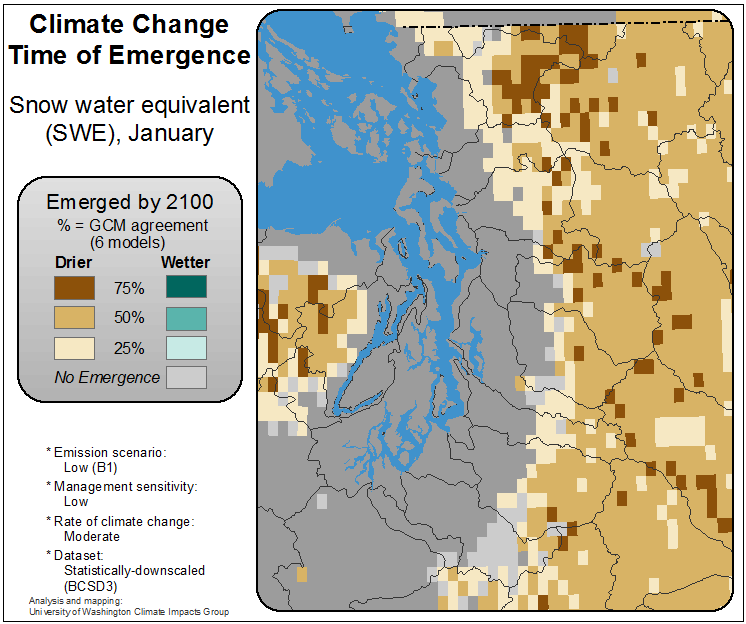 Climate Change
Time of Emergence
Snow water equivalent
(SWE), January
Emerged by 2100
% = GCM agreement
(6 models)
Drier Wetter
75%
50%
25%
No Emergence
* Emission scenario:
Low (B1)
* Management sensitivity:
Low
* Rate of climate change:
Moderate
* Dataset:
Statistically-downscaled
(BCSD3)
Analysis and mapping:
University of Washington Climate Impacts Group